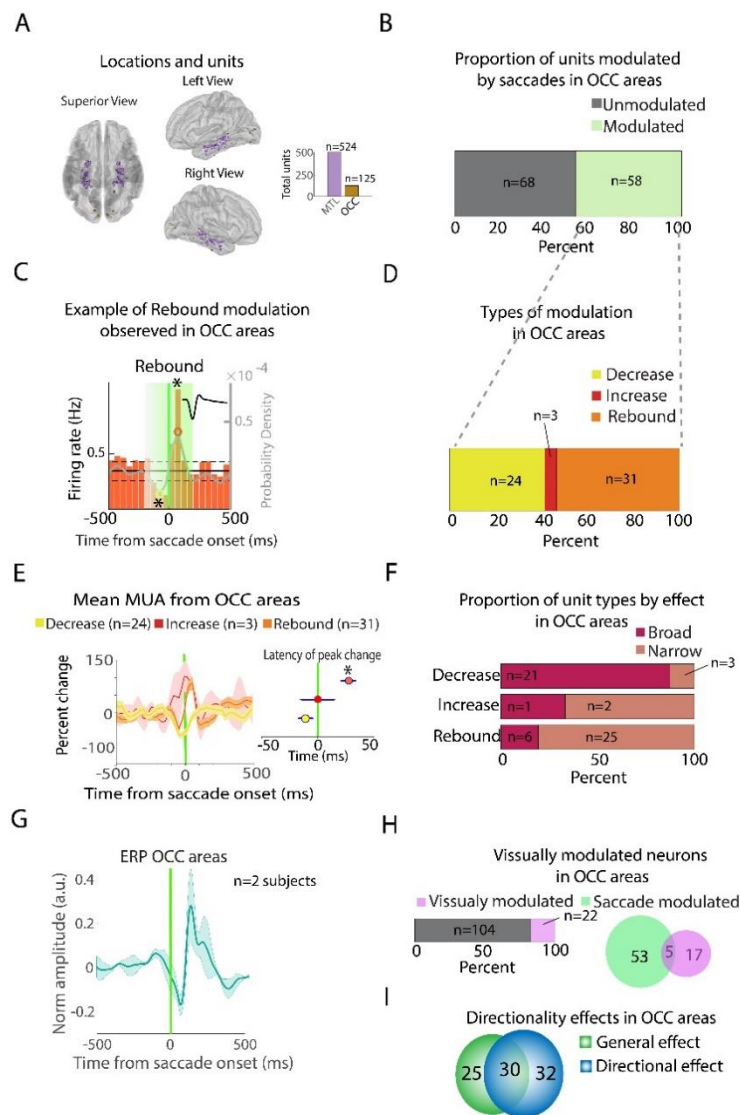 A
Locations and units
Superior View
Left View
Right View
Total units
500
250
0
n=524
n=125
MTL
OCC
B
Proportion of units modulated
by saccades in OCC areas
Unmodulated
Modulated
n=68
n=58
0 20 40 60 80 100
Percent
C
Example of Rebound modulation
obsereved in OCC areas
Rebound
×10⁻⁴
*
0.5
0.5
*
Firing rate (Hz)
Probability Density
-500 0 500
Time from saccade onset (ms)
D
Types of modulation
in OCC areas
Decrease
Increase
Rebound
n=3
n=24
n=31
0 20 40 60 80 100
Percent
E
Mean MUA from OCC areas
Decrease (n=24) Increase (n=3) Rebound (n=31)
Percent change
150
0
-100
-500 0 500
Time from saccade onset (ms)
Latency of peak change
*
-50 0 50
Time (ms)
F
Proportion of unit types by effect
in OCC areas
Broad
Narrow
n=3
Decrease n=21
Increase n=1 n=2
Rebound n=6 n=25
0 50 100
Percent
G
ERP OCC areas
n=2 subjects
Norm amplitude (a.u.)
0.4
0.2
0
-0.2
-500 0 500
Time from saccade onset (ms)
H
Vissually modulated neurons
in OCC areas
Vissualy modulated Saccade modulated
n=22
n=104
0 50 100
Percent
53 5 17
I
Directionality effects in OCC areas
25 30 32
General effect
Directional effect